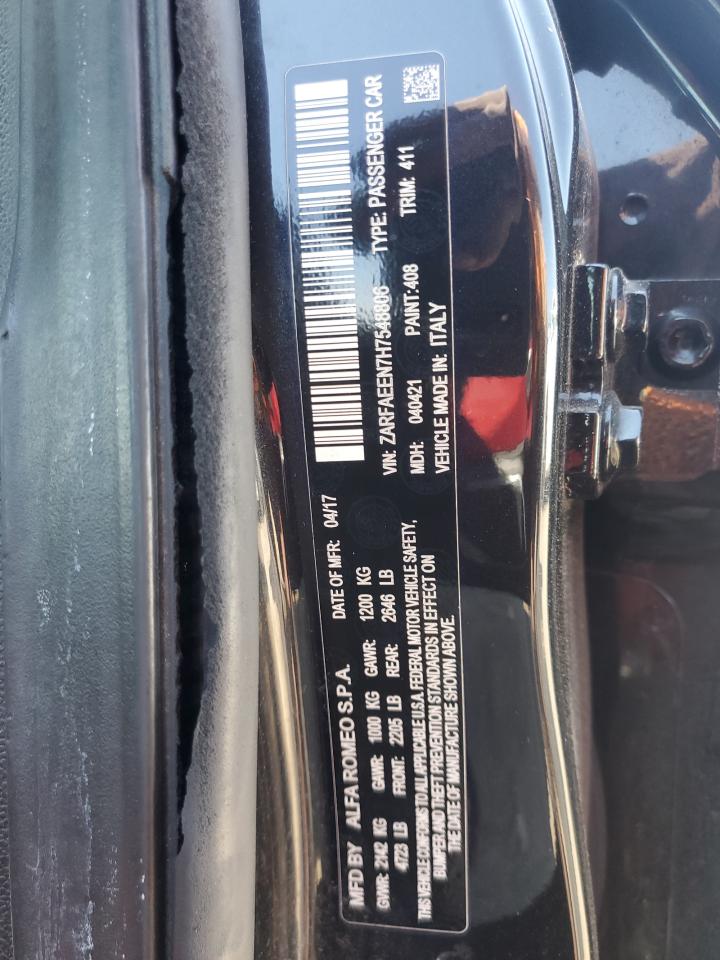 MFD BY ALFA ROMEO S.P.A. DATE OF MFR: 04/17
GVWR: 2142 KG GAWR: 1000 KG GAWR: 1200 KG
4723 LB FRONT: 2205 LB REAR: 2646 LB
THIS VEHICLE CONFORMS TO ALL APPLICABLE U.S.A. FEDERAL MOTOR VEHICLE SAFETY,
BUMPER AND THEFT PREVENTION STANDARDS IN EFFECT ON
THE DATE OF MANUFACTURE SHOWN ABOVE.
VIN: ZARFAEEN7H7548806 TYPE: PASSENGER CAR
MDH: 040421 PAINT: 408 TRIM: 411
VEHICLE MADE IN: ITALY